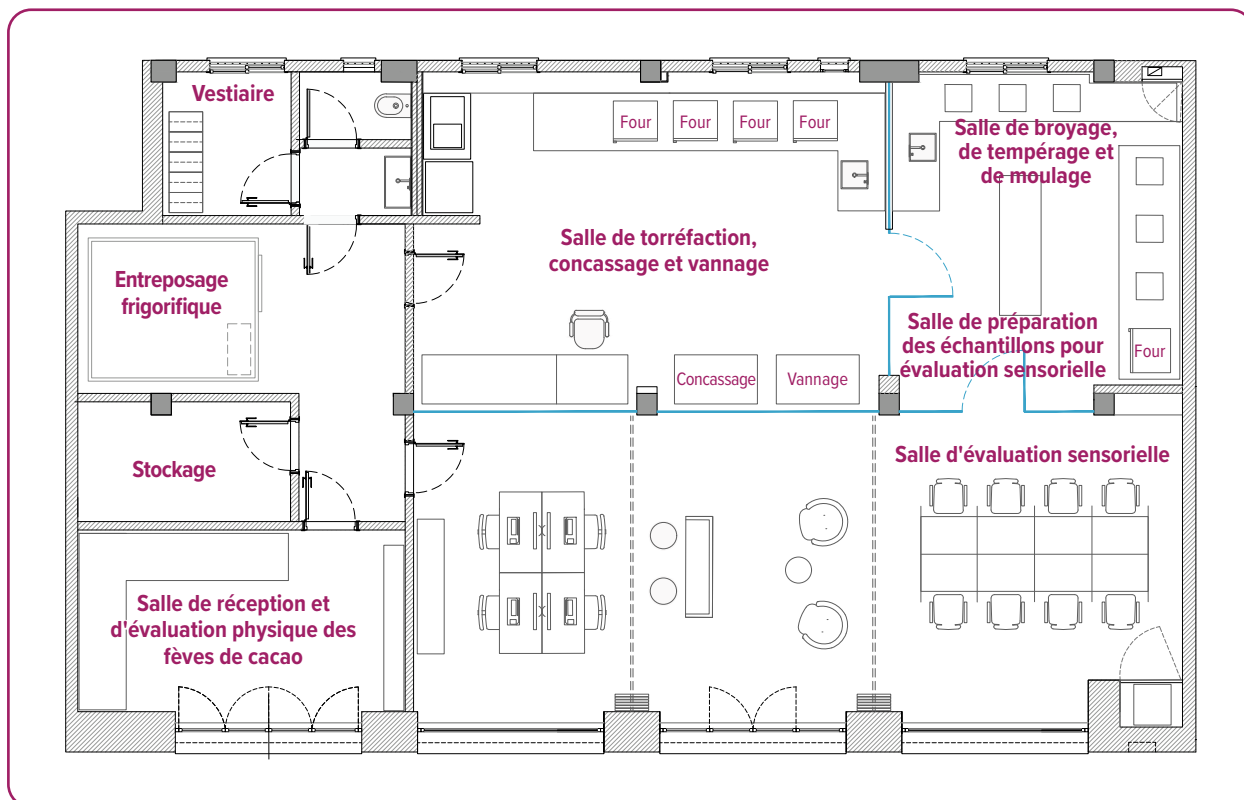 Vestiaire
Four
Four
Four
Four
Salle de broyage,
de tempérage et
de moulage
Salle de torréfaction,
concassage et vannage
Entreposage
frigorifique
Salle de préparation
des échantillons pour
évaluation sensorielle
Four
Concassage
Vannage
Stockage
Salle d'évaluation sensorielle
Salle de réception et
d'évaluation physique des
fèves de cacao